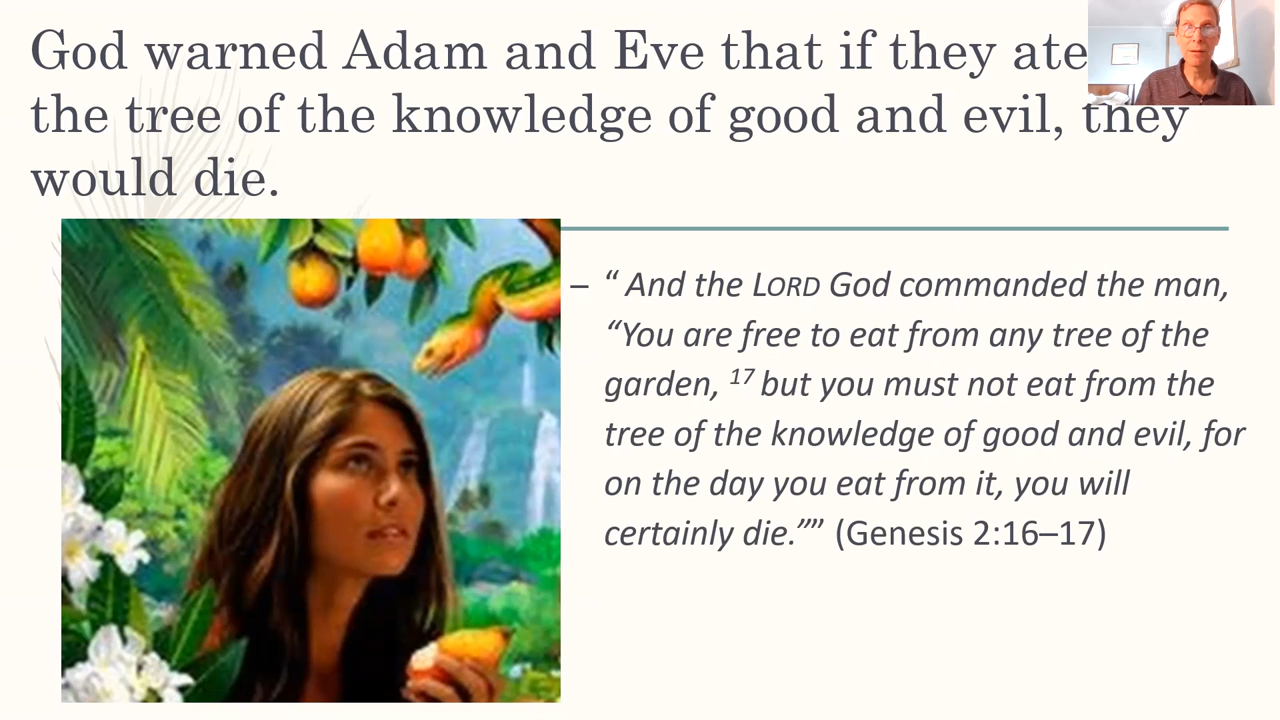 God warned Adam and Eve that if they ate
the tree of the knowledge of good and evil, they
would die.
– “ And the LORD God commanded the man,
“You are free to eat from any tree of the
garden, 17 but you must not eat from the
tree of the knowledge of good and evil, for
on the day you eat from it, you will
certainly die.”” (Genesis 2:16–17)